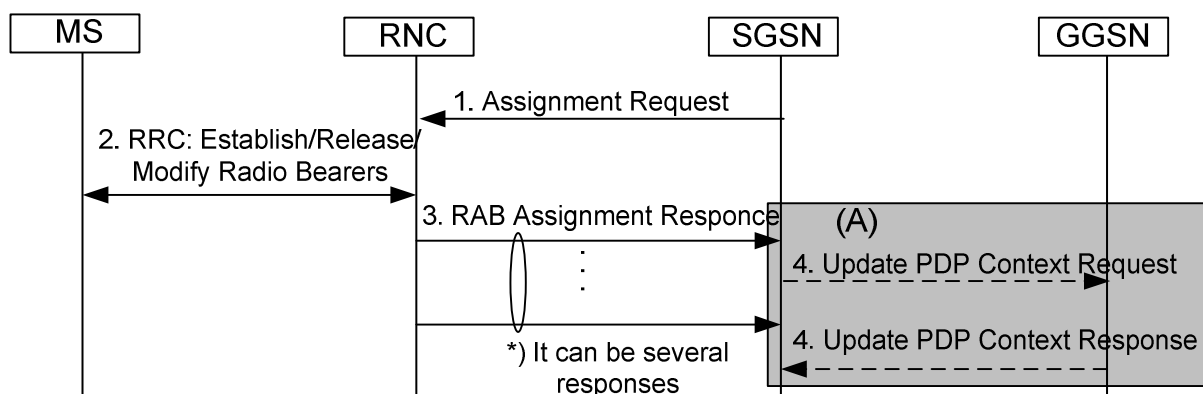 MS
RNC
SGSN
GGSN
1. Assignment Request
2. RRC: Establish/Release/
Modify Radio Bearers
3. RAB Assignment Responce
(A)
4. Update PDP Context Request
4. Update PDP Context Response
*) It can be several
responses